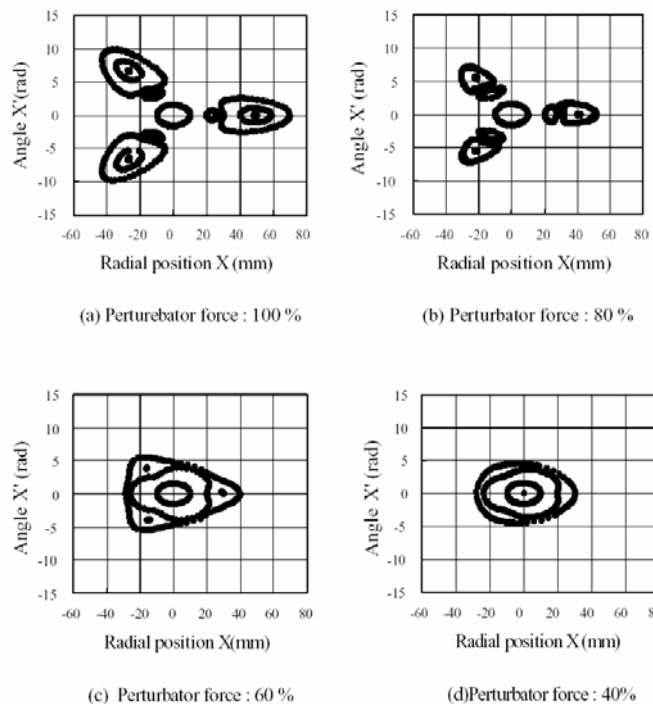 15
10
5
0
-5
-10
15
Angle X' (rad)
-60 -40 -20 0 20 40 60 80
Radial position X (mm)
(a) Perturebator force : 100 %
15
10
5
0
-5
-10
-15
Angle X' (rad)
-60 -40 -20 0 20 40 60 80
Radial position X(mm)
(b) Perturbator force : 80 %
15
10
5
0
-5
-10
-15
Angle X' (rad)
-60 -40 -20 0 20 40 60 80
Radial position X(mm)
(c) Perturbator force : 60 %
15
10
5
0
-5
-10
-15
Angle X' (rad)
-60 -40 -20 0 20 40 60 80
Radial position X(mm)
(d)Perturbator force : 40%